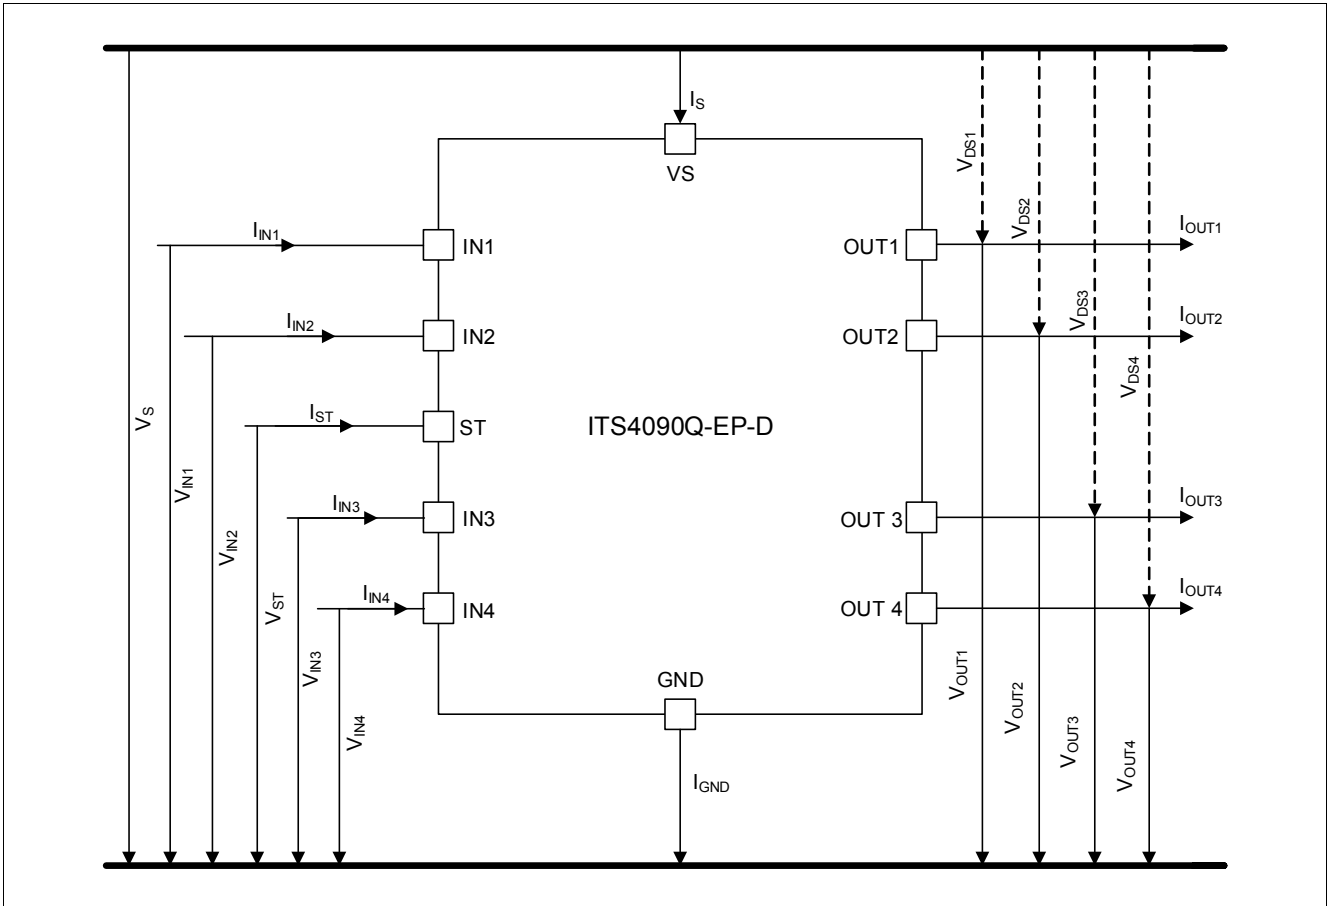 I_S
VS
V_DS1
V_DS2
V_DS3
V_DS4
I_IN1
IN1
OUT1
I_OUT1
I_IN2
IN2
OUT2
I_OUT2
I_ST
ST
ITS4090Q-EP-D
I_IN3
IN3
OUT 3
I_OUT3
I_IN4
IN4
OUT 4
I_OUT4
V_S
V_IN1
V_IN2
V_ST
V_IN3
V_IN4
GND
I_GND
V_OUT1
V_OUT2
V_OUT3
V_OUT4